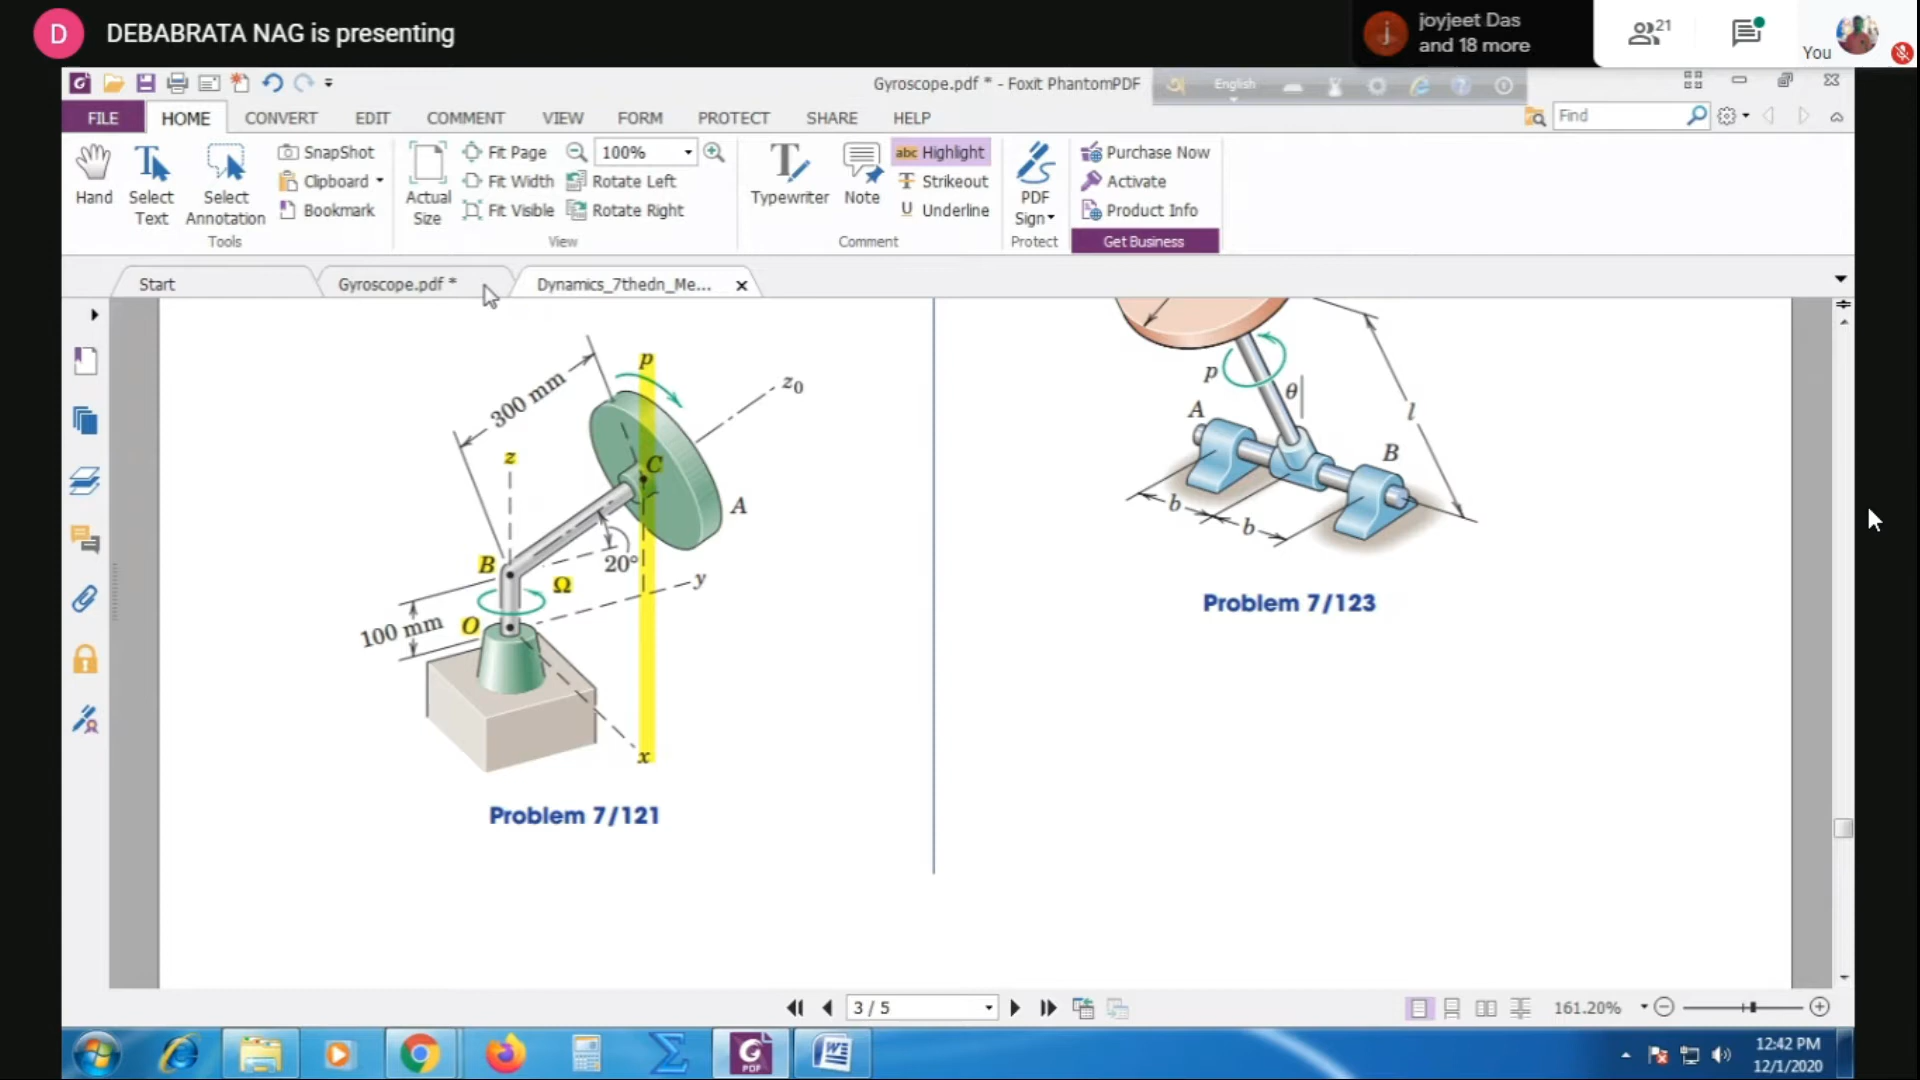 D DEBABRATA NAG is presenting
j joyjeet Das
and 18 more
21
You
Gyroscope.pdf * - Foxit PhantomPDF
English
FILE HOME CONVERT EDIT COMMENT VIEW FORM PROTECT SHARE HELP
Find
Hand
Select
Text
Select
Annotation
SnapShot
Clipboard
Bookmark
Tools
Actual
Size
Fit Page
Fit Width
Fit Visible
100%
Rotate Left
Rotate Right
View
Typewriter
Note
abc Highlight
Strikeout
Underline
Comment
PDF
Sign
Protect
Purchase Now
Activate
Product Info
Get Business
Start Gyroscope.pdf * Dynamics_7thedn_Me...
p
300 mm
z0
z
C
A
B
20°
Ω
y
100 mm
O
x
Problem 7/121
p
θ
l
A
B
b
b
Problem 7/123
3 / 5
161.20%
PDF
12:42 PM
12/1/2020